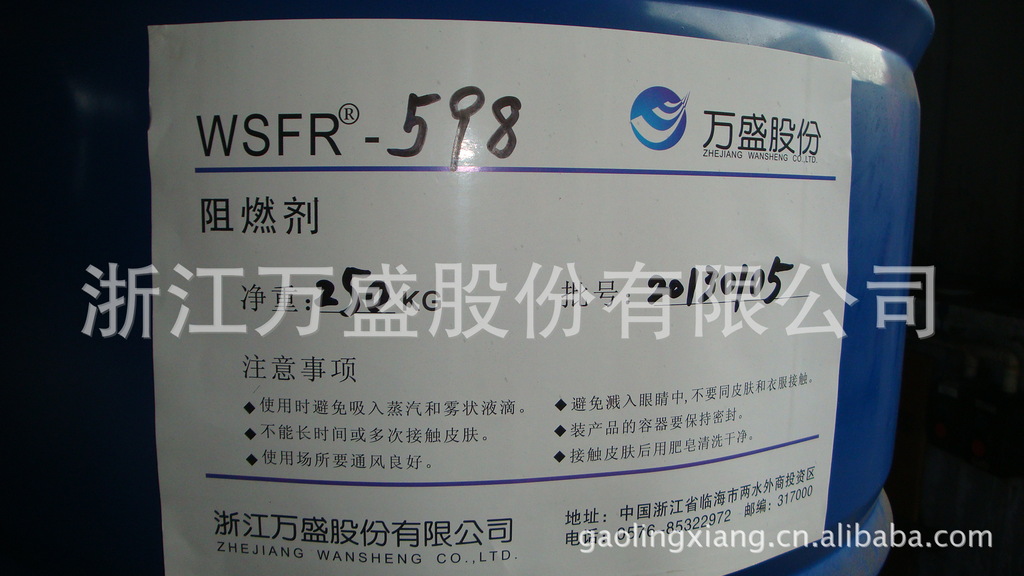 WSFR®-598
万盛股份
ZHEJIANG WANSHENG CO.,LTD.
阻燃剂
净重:250KG
批号:
浙江万盛股份有限公司
注意事项
◆使用时避免吸入蒸汽和雾状液滴。
◆不能长时间或多次接触皮肤。
◆使用场所要通风良好。
◆避免溅入眼睛中,不要同皮肤和衣服接触。
◆装产品的容器要保持密封。
◆接触皮肤后用肥皂清洗干净。
浙江万盛股份有限公司
ZHEJIANG WANSHENG CO.,LTD.
地址:中国浙江省临海市两水外商投资区
电话:0576-85322972 邮编:317000
gaolingxiang.cn.alibaba.com